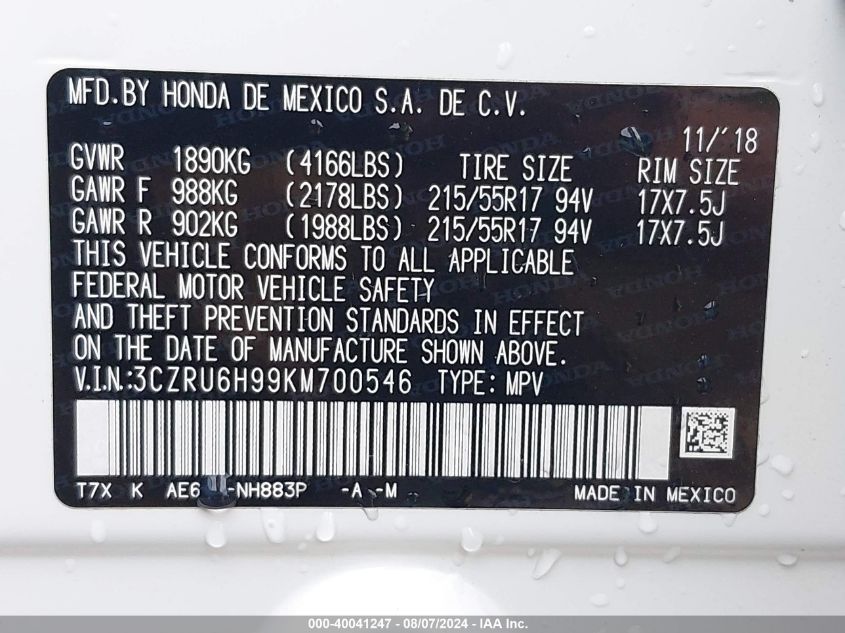 MFD.BY HONDA DE MEXICO S.A. DE C.V.
11/'18
GVWR 1890KG (4166LBS) TIRE SIZE RIM SIZE
GAWR F 988KG (2178LBS) 215/55R17 94V 17X7.5J
GAWR R 902KG (1988LBS) 215/55R17 94V 17X7.5J
THIS VEHICLE CONFORMS TO ALL APPLICABLE
FEDERAL MOTOR VEHICLE SAFETY
AND THEFT PREVENTION STANDARDS IN EFFECT
ON THE DATE OF MANUFACTURE SHOWN ABOVE.
V.I.N.:3CZRU6H99KM700546 TYPE: MPV
T7X K AE6 -NH883P -A -M MADE IN MEXICO
000-40041247 - 08/07/2024 - IAA Inc.